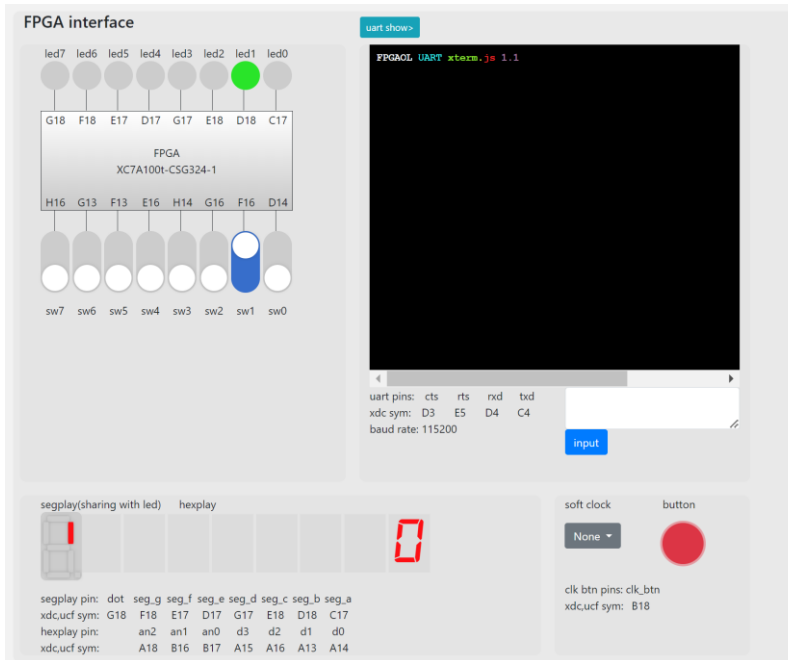 FPGA interface
led7 led6 led5 led4 led3 led2 led1 led0
G18 F18 E17 D17 G17 E18 D18 C17
FPGA
XC7A100t-CSG324-1
H16 G13 F13 E16 H14 G16 F16 D14
sw7 sw6 sw5 sw4 sw3 sw2 sw1 sw0
uart show>
FPGAOL UART xterm.js 1.1
uart pins: cts rts rxd txd
xdc sym: D3 E5 D4 C4
baud rate: 115200
input
segplay(sharing with led) hexplay
0
segplay pin: dot seg_g seg_f seg_e seg_d seg_c seg_b seg_a
xdc,ucf sym: G18 F18 E17 D17 G17 E18 D18 C17
hexplay pin: an2 an1 an0 d3 d2 d1 d0
xdc,ucf sym: A18 B16 B17 A15 A16 A13 A14
soft clock button
None
clk btn pins: clk_btn
xdc,ucf sym: B18